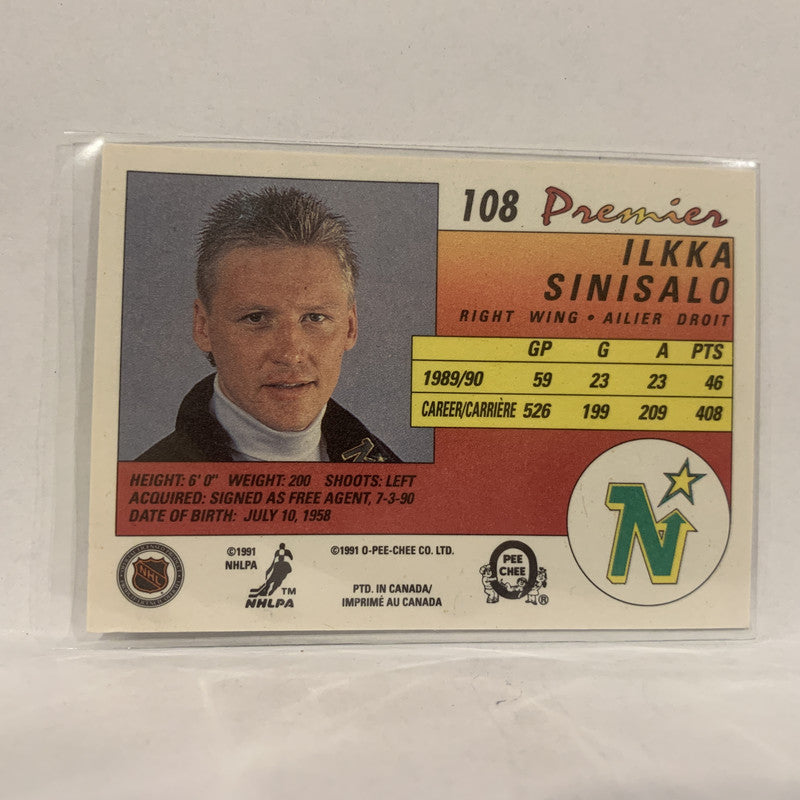 108 Premier
ILKKA
SINISALO
RIGHT WING • AILIER DROIT
GP G A PTS
1989/90 59 23 23 46
CAREER/CARRIÈRE 526 199 209 408
HEIGHT: 6' 0" WEIGHT: 200 SHOOTS: LEFT
ACQUIRED: SIGNED AS FREE AGENT, 7-3-90
DATE OF BIRTH: JULY 10, 1958
N
NHL
©1991
NHLPA
NHLPA ™
©1991 O-PEE-CHEE CO. LTD.
PTD. IN CANADA/
IMPRIMÉ AU CANADA
O
PEE
CHEE
®